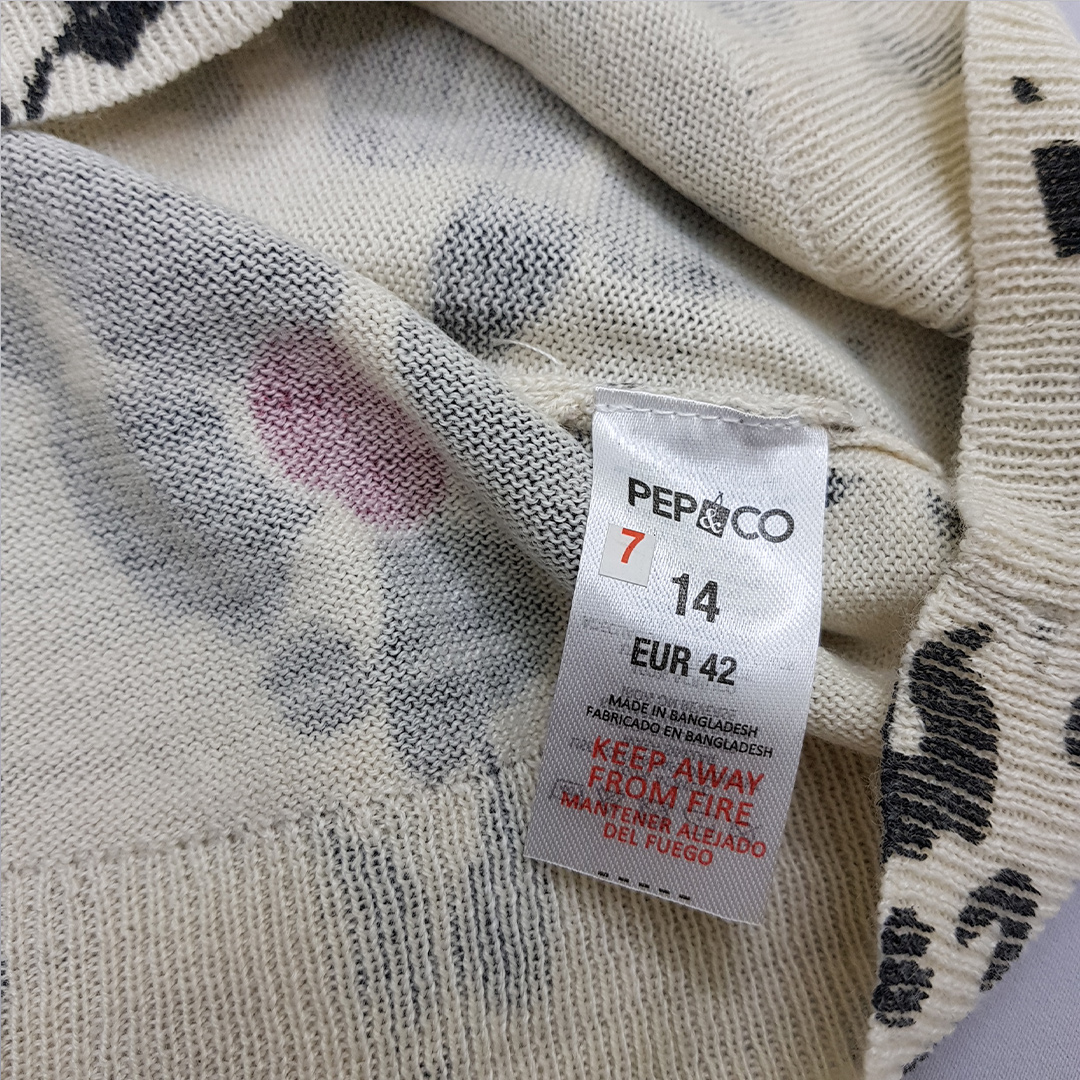 PEP&CO
7
14
EUR 42
MADE IN BANGLADESH
FABRICADO EN BANGLADESH
KEEP AWAY
FROM FIRE
MANTENER ALEJADO
DEL FUEGO